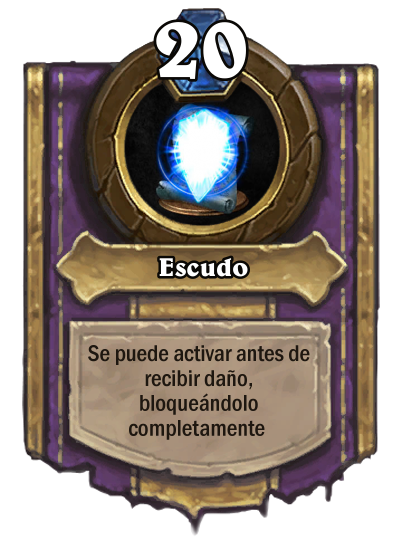 20
Escudo
Se puede activar antes de
recibir daño,
bloqueándolo
completamente